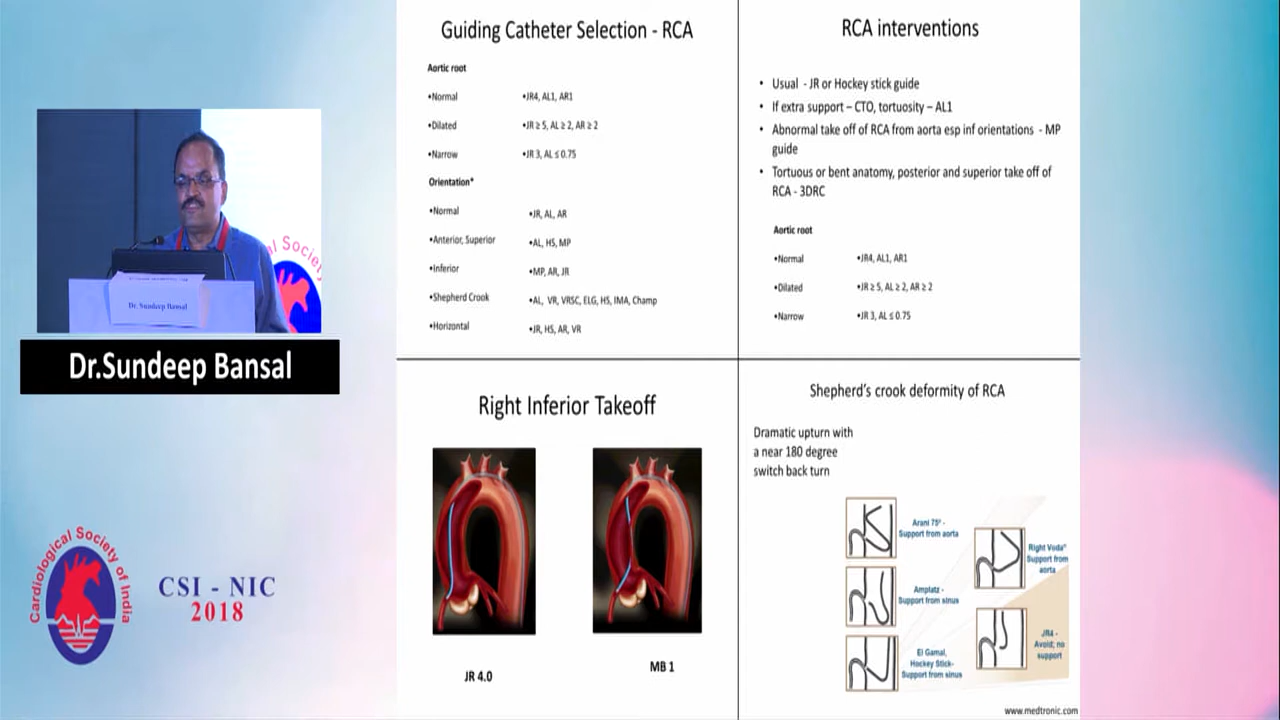 Dr. Sundeep Bansal
al Society
Dr.Sundeep Bansal
Cardiological Society of India
CSI - NIC
2018
Guiding Catheter Selection - RCA
Aortic root
•Normal •JR4, AL1, AR1
•Dilated •JR ≥ 5, AL ≥ 2, AR ≥ 2
•Narrow •JR 3, AL ≤ 0.75
Orientation*
•Normal •JR, AL, AR
•Anterior, Superior •AL, HS, MP
•Inferior •MP, AR, JR
•Shepherd Crook •AL, VR, VRSC, ELG, HS, IMA, Champ
•Horizontal •JR, HS, AR, VR
RCA interventions
• Usual - JR or Hockey stick guide
• If extra support – CTO, tortuosity – AL1
• Abnormal take off of RCA from aorta esp inf orientations - MP
guide
• Tortuous or bent anatomy, posterior and superior take off of
RCA - 3DRC
Aortic root
•Normal •JR4, AL1, AR1
•Dilated •JR ≥ 5, AL ≥ 2, AR ≥ 2
•Narrow •JR 3, AL ≤ 0.75
Right Inferior Takeoff
JR 4.0
MB 1
Shepherd's crook deformity of RCA
Dramatic upturn with
a near 180 degree
switch back turn
Arani 75° -
Support from aorta
Amplatz -
Support from sinus
El Gamal,
Hockey Stick-
Support from sinus
Right Voda"
Support from
aorta
JR4 -
Avoid; no
support
www.medtronic.com